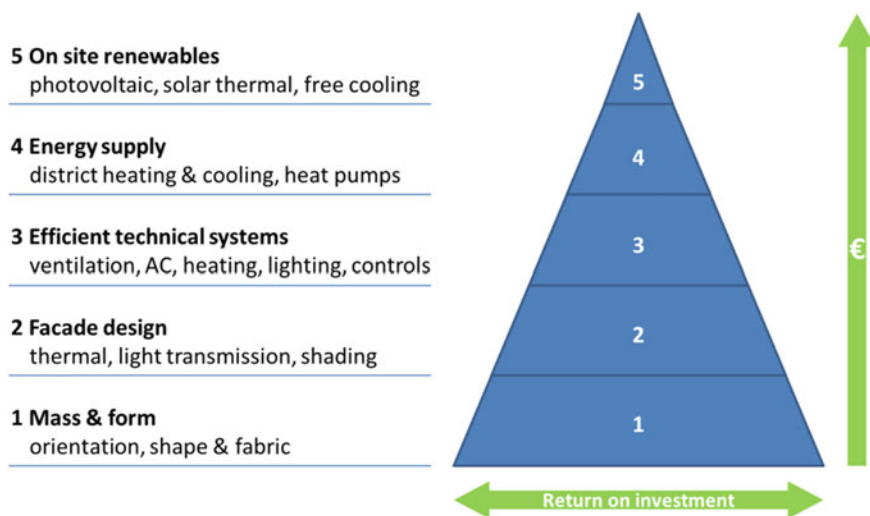 5 On site renewables
photovoltaic, solar thermal, free cooling
4 Energy supply
district heating & cooling, heat pumps
3 Efficient technical systems
ventilation, AC, heating, lighting, controls
2 Facade design
thermal, light transmission, shading
1 Mass & form
orientation, shape & fabric
5
4
3
2
1
€
Return on investment